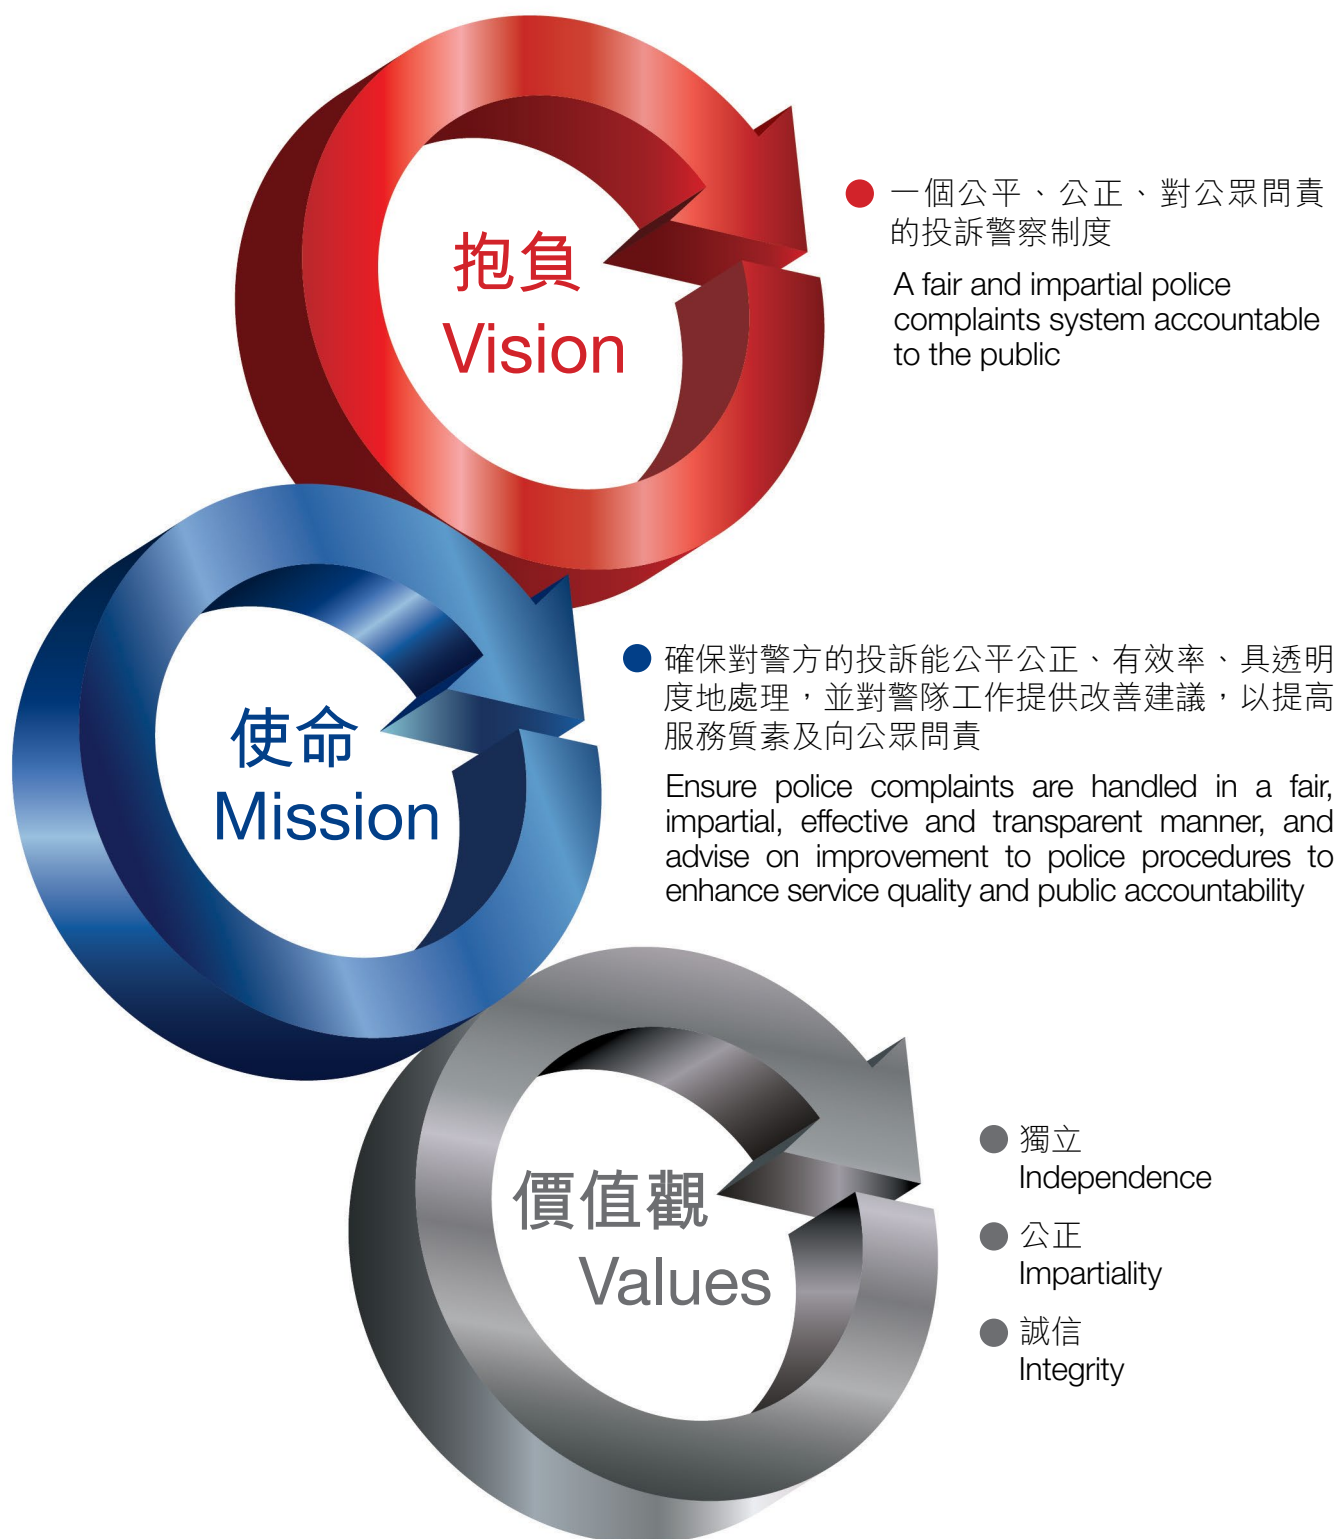 抱負
Vision
一個公平、公正、對公眾問責
的投訴警察制度
A fair and impartial police
complaints system accountable
to the public
使命
Mission
確保對警方的投訴能公平公正、有效率、具透明
度地處理，並對警隊工作提供改善建議，以提高
服務質素及向公眾問責
Ensure police complaints are handled in a fair,
impartial, effective and transparent manner, and
advise on improvement to police procedures to
enhance service quality and public accountability
價值觀
Values
獨立
Independence
公正
Impartiality
誠信
Integrity